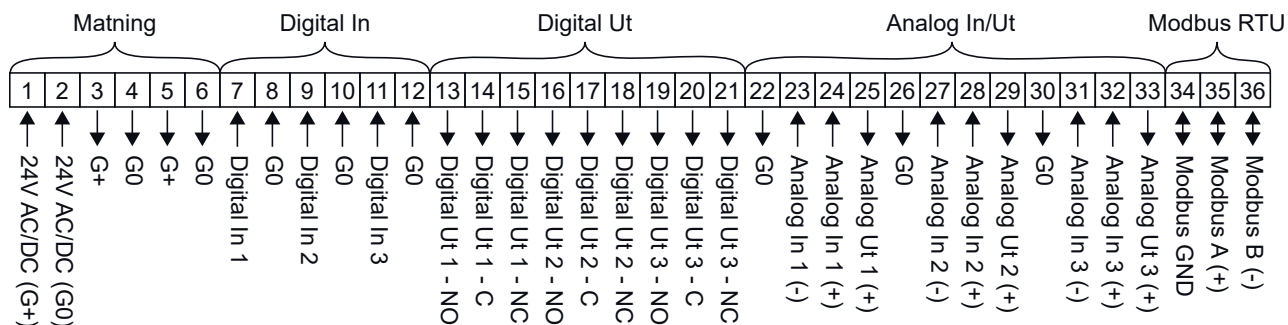 Matning
Digital In
Digital Ut
Analog In/Ut
Modbus RTU
1 2 3 4 5 6 7 8 9 10 11 12 13 14 15 16 17 18 19 20 21 22 23 24 25 26 27 28 29 30 31 32 33 34 35 36
24V AC/DC (G+)
24V AC/DC (G0)
G+
G0
G+
G0
Digital In 1
G0
Digital In 2
G0
Digital In 3
G0
Digital Ut 1 - NO
Digital Ut 1 - C
Digital Ut 1 - NC
Digital Ut 2 - NO
Digital Ut 2 - C
Digital Ut 2 - NC
Digital Ut 3 - NO
Digital Ut 3 - C
Digital Ut 3 - NC
G0
Analog In 1 (-)
Analog In 1 (+)
Analog Ut 1 (+)
G0
Analog In 2 (-)
Analog In 2 (+)
Analog Ut 2 (+)
G0
Analog In 3 (-)
Analog In 3 (+)
Analog Ut 3 (+)
Modbus GND
Modbus A (+)
Modbus B (-)